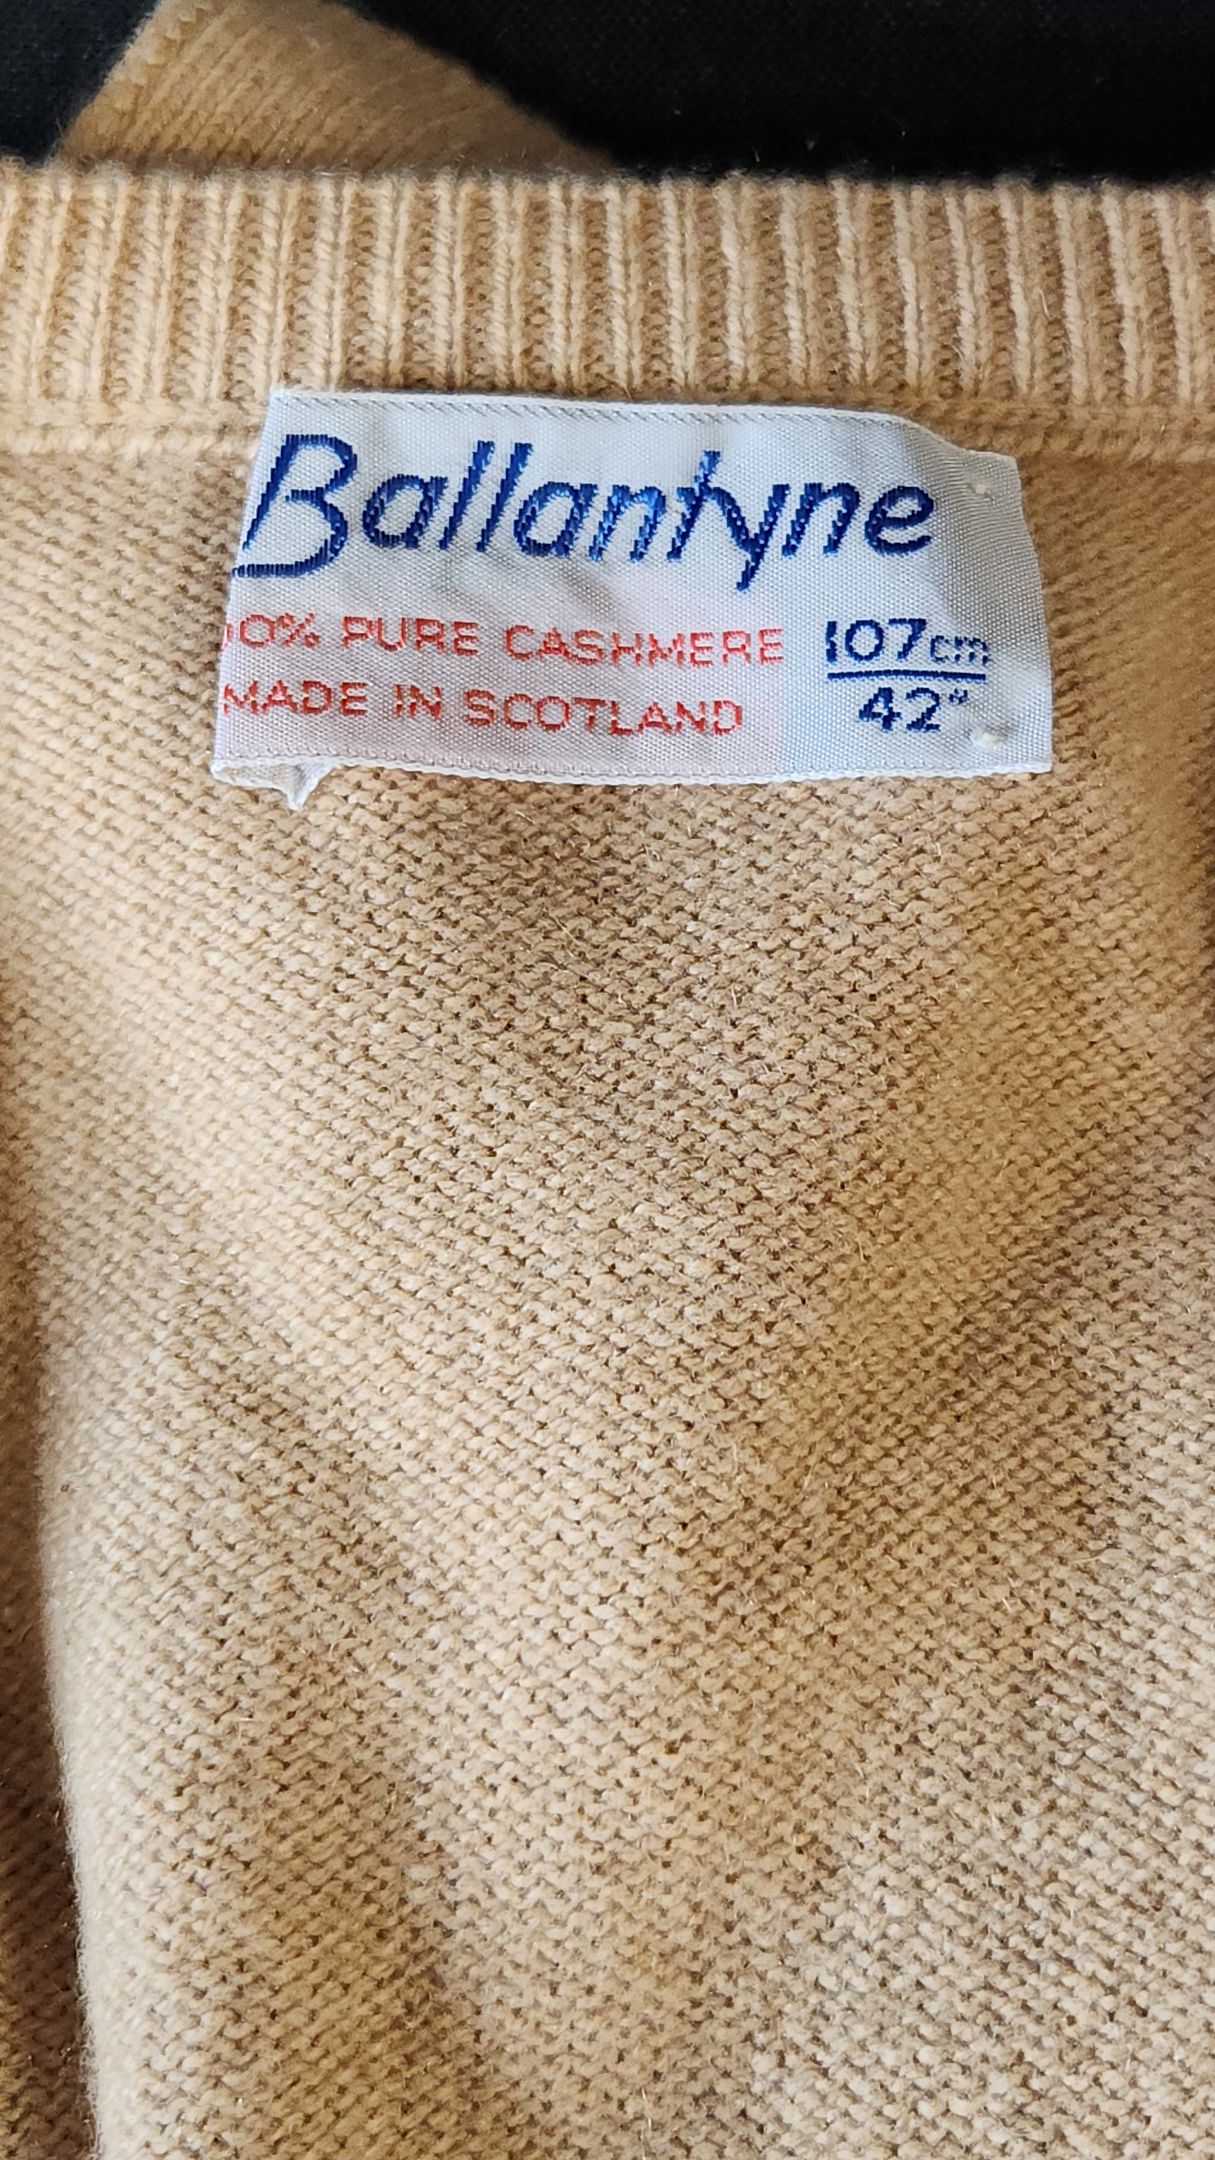 Ballantyne
00% PURE CASHMERE
MADE IN SCOTLAND
107cm
42"